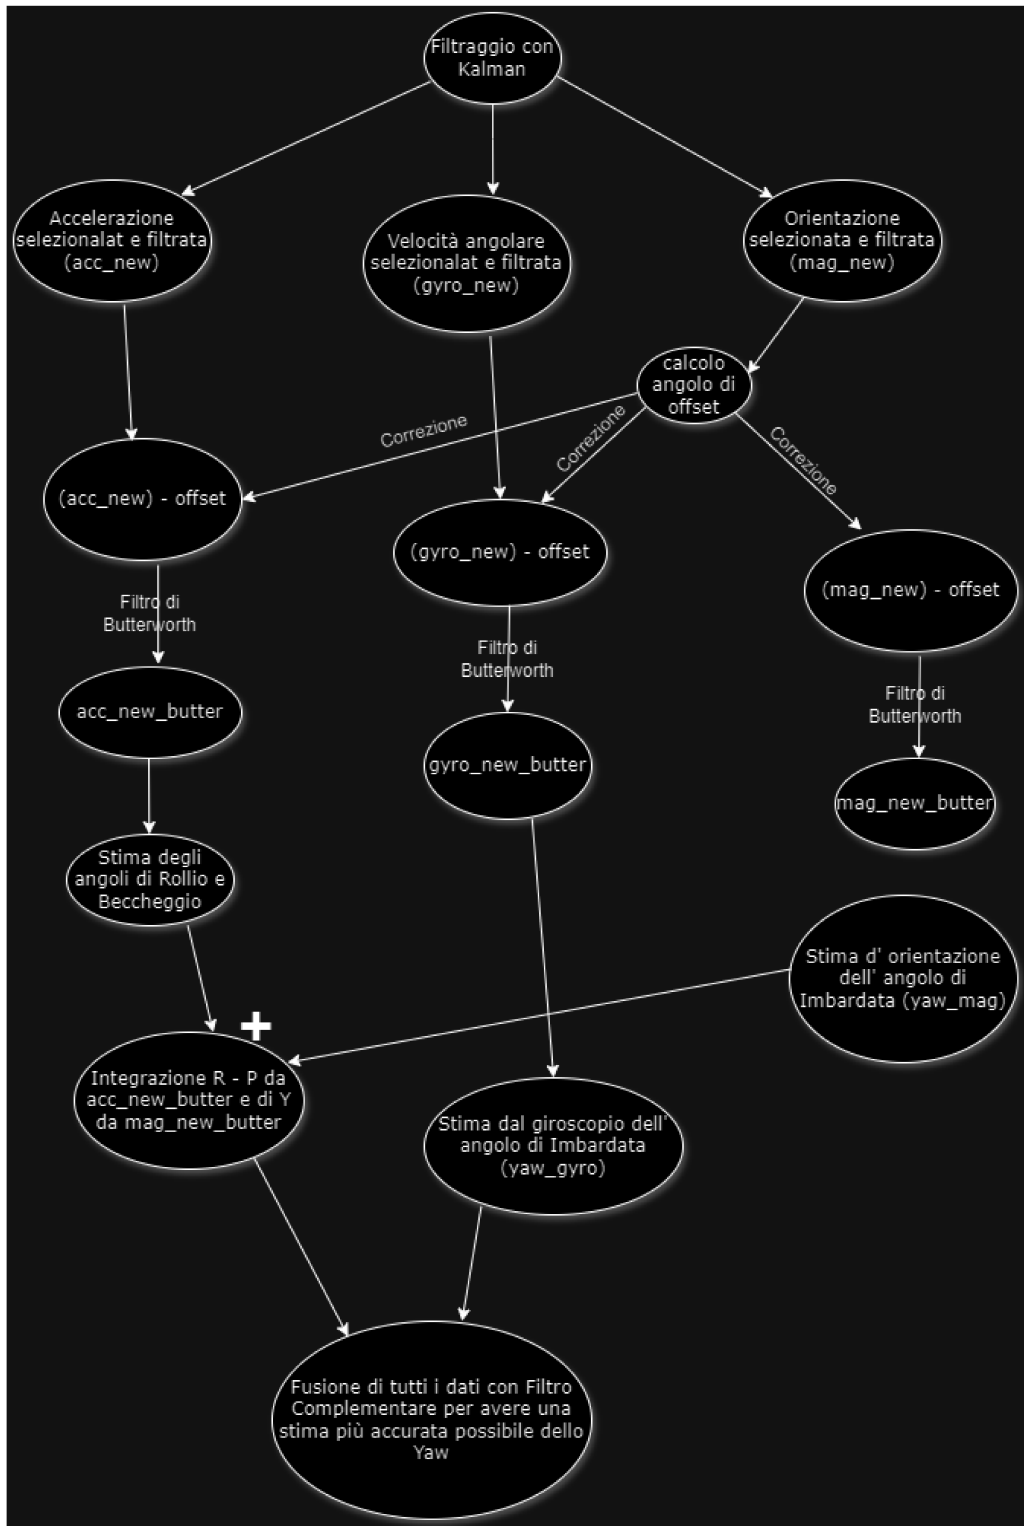 Filtraggio con
Kalman
Accelerazione
selezionalat e filtrata
(acc_new)
Velocità angolare
selezionalat e filtrata
(gyro_new)
Orientazione
selezionata e filtrata
(mag_new)
calcolo
angolo di
offset
Correzione
Correzione
Correzione
(acc_new) - offset
(gyro_new) - offset
(mag_new) - offset
Filtro di
Butterworth
Filtro di
Butterworth
Filtro di
Butterworth
acc_new_butter
gyro_new_butter
mag_new_butter
Stima degli
angoli di Rollio e
Beccheggio
Stima d' orientazione
dell' angolo di
Imbardata (yaw_mag)
+
Integrazione R - P da
acc_new_butter e di Y
da mag_new_butter
Stima dal giroscopio dell'
angolo di Imbardata
(yaw_gyro)
Fusione di tutti i dati con Filtro
Complementare per avere una
stima più accurata possibile dello
Yaw